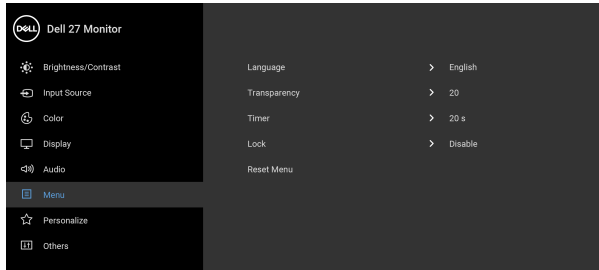 DELL Dell 27 Monitor
Brightness/Contrast
Input Source
Color
Display
Audio
Menu
Personalize
Others
Language > English
Transparency > 20
Timer > 20 s
Lock > Disable
Reset Menu